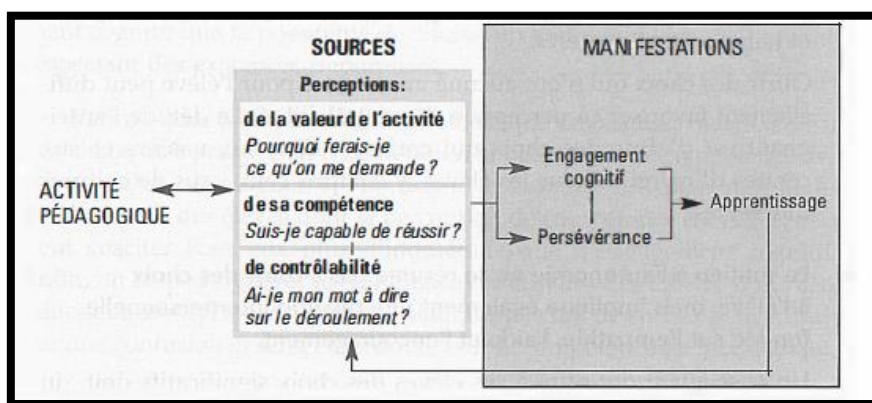 SOURCES
MANIFESTATIONS
Perceptions:
de la valeur de l'activité
Pourquoi ferais-je
ce qu'on me demande?
de sa compétence
Suis-je capable de réussir?
de contrôlabilité
Ai-je mon mot à dire
sur le déroulement?
ACTIVITÉ
PÉDAGOGIQUE
Engagement
cognitif
Persévérance
Apprentissage